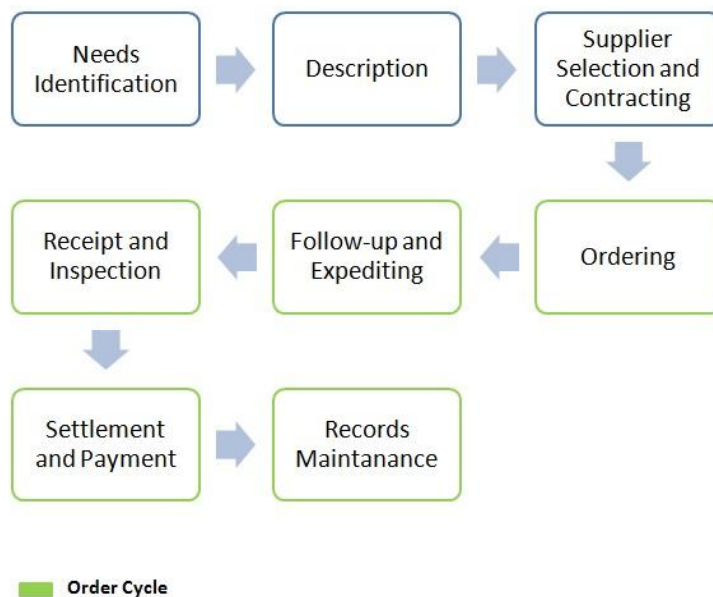 Needs
Identification
Description
Supplier
Selection and
Contracting
Ordering
Follow-up and
Expediting
Receipt and
Inspection
Settlement
and Payment
Records
Maintanance
Order Cycle